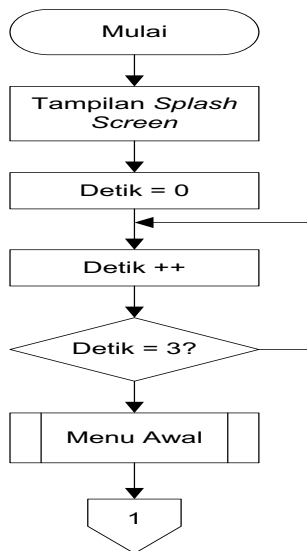 Mulai
Tampilan Splash
Screen
Detik = 0
Detik ++
Detik = 3?
Menu Awal
1